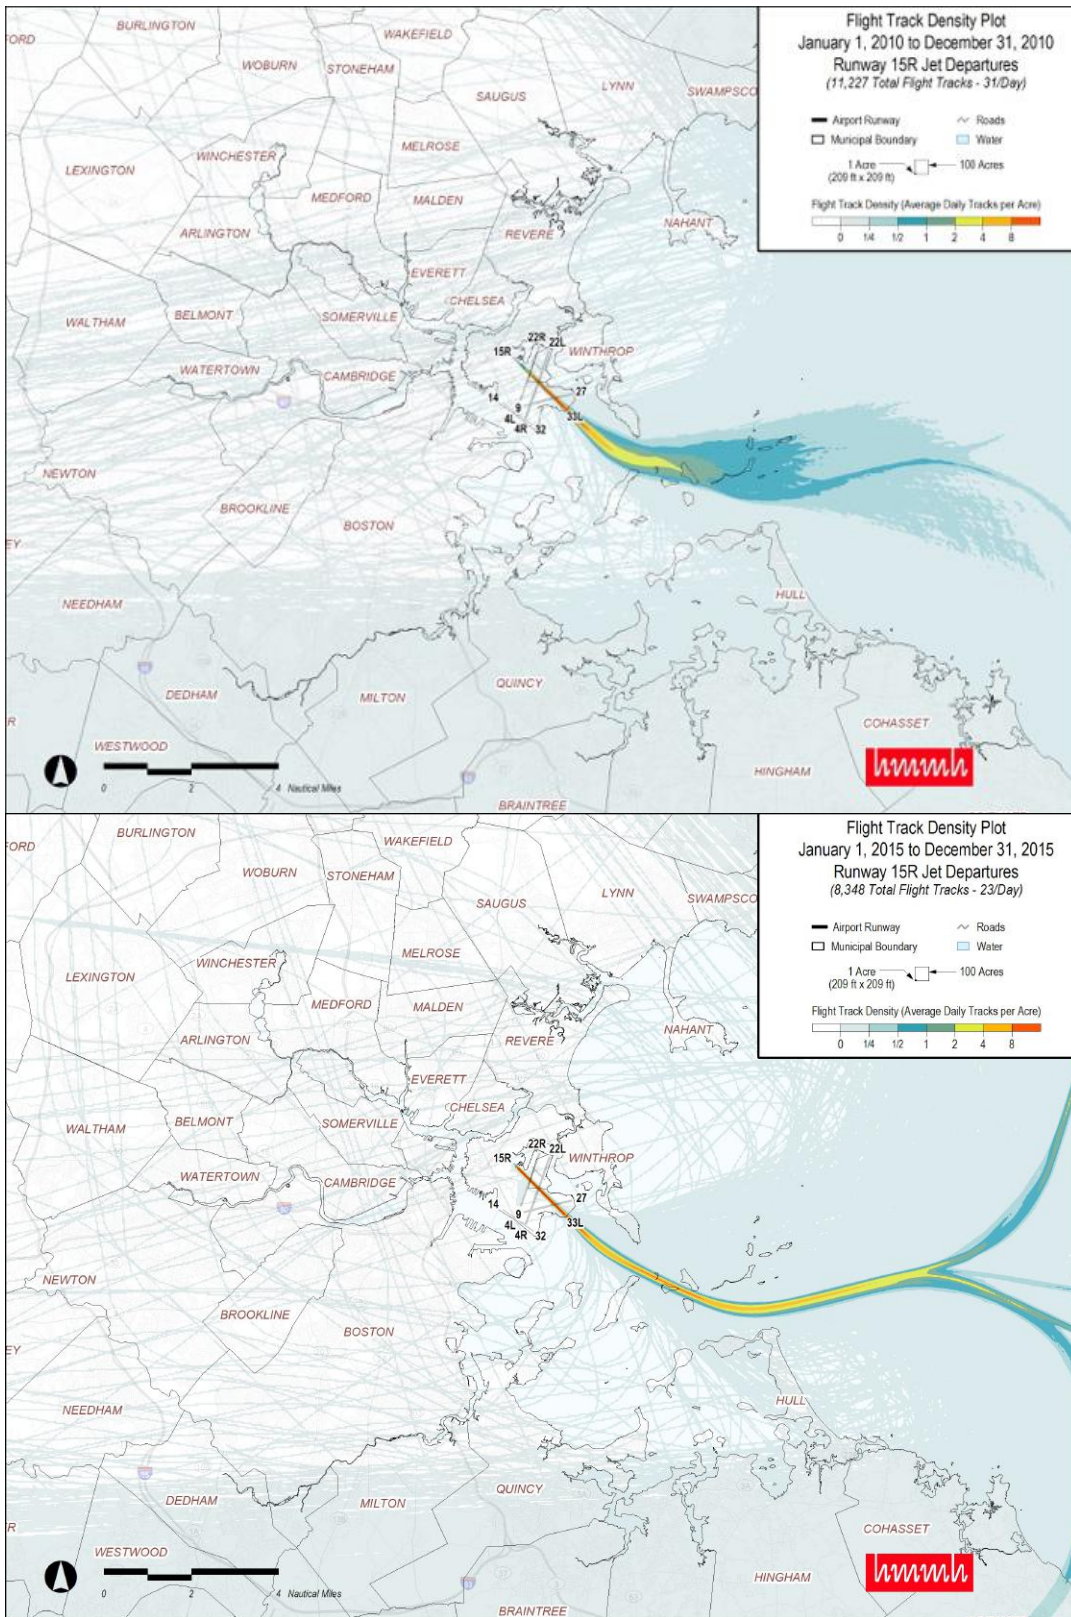 Flight Track Density Plot
January 1, 2010 to December 31, 2010
Runway 15R Jet Departures
(11,227 Total Flight Tracks - 31/Day)
Airport Runway
Roads
Municipal Boundary
Water
1 Acre
(209 ft x 209 ft)
100 Acres
Flight Track Density (Average Daily Tracks per Acre)
0 1/4 1/2 1 2 4 8
BURLINGTON
WAKEFIELD
FORD
WOBURN
STONEHAM
LYNN
SWAMPSCO
SAUGUS
WINCHESTER
MELROSE
LEXINGTON
MEDFORD
MALDEN
NAHANT
ARLINGTON
REVERE
EVERETT
CHELSEA
BELMONT
SOMERVILLE
WALTHAM
22R
22L
15R
WINTHROP
WATERTOWN
CAMBRIDGE
14
27
9
4L
33L
4R
32
NEWTON
BROOKLINE
BOSTON
EY
HULL
NEEDHAM
QUINCY
DEDHAM
MILTON
R
COHASSET
WESTWOOD
HINGHAM
hmmh
0 2 4 Nautical Miles
BRAINTREE
Flight Track Density Plot
January 1, 2015 to December 31, 2015
Runway 15R Jet Departures
(8,348 Total Flight Tracks - 23/Day)
Airport Runway
Roads
Municipal Boundary
Water
1 Acre
(209 ft x 209 ft)
100 Acres
Flight Track Density (Average Daily Tracks per Acre)
0 1/4 1/2 1 2 4 8
BURLINGTON
WAKEFIELD
FORD
WOBURN
STONEHAM
LYNN
SWAMPSCO
SAUGUS
MELROSE
WINCHESTER
LEXINGTON
MEDFORD
MALDEN
NAHANT
ARLINGTON
REVERE
EVERETT
CHELSEA
BELMONT
SOMERVILLE
WALTHAM
22R
22L
15R
WINTHROP
WATERTOWN
CAMBRIDGE
14
27
9
4L
33L
4R
32
NEWTON
BROOKLINE
BOSTON
EY
HULL
NEEDHAM
QUINCY
DEDHAM
MILTON
R
COHASSET
WESTWOOD
HINGHAM
hmmh
0 2 4 Nautical Miles
BRAINTREE